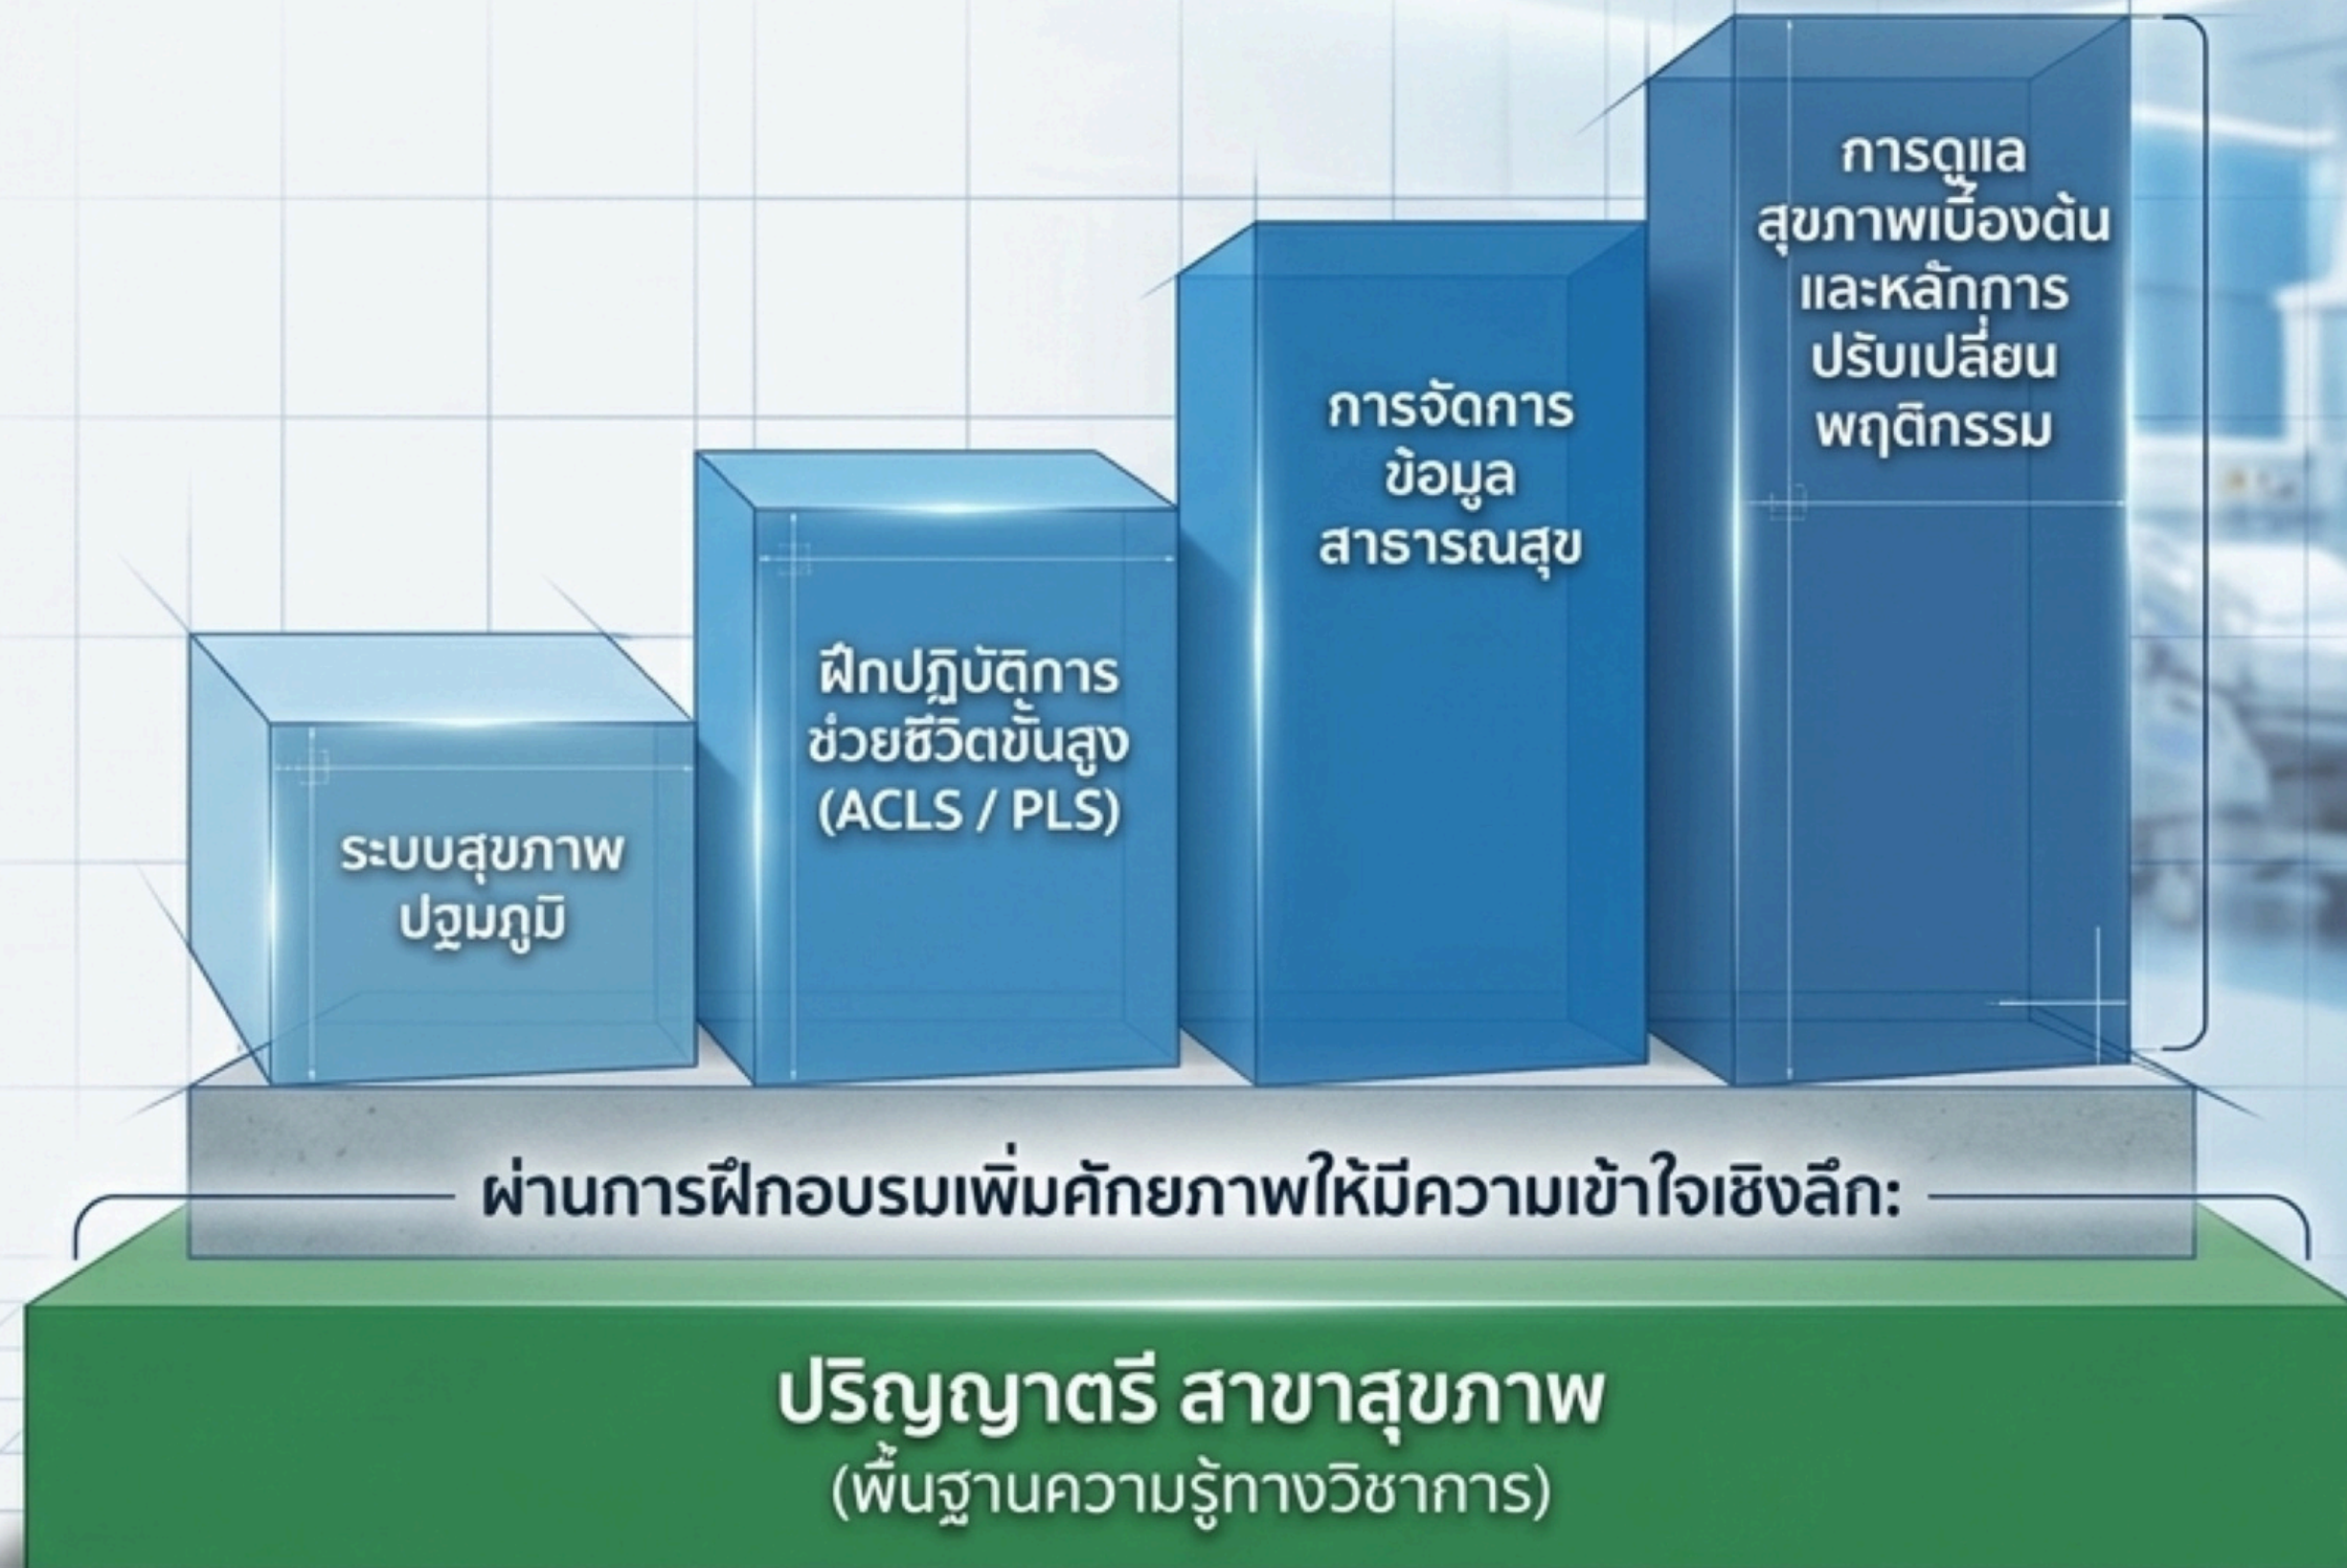 ระบบสุขภาพ
ปฐมภูมิ
ฝึกปฏิบัติการ
ช่วยชีวิตขั้นสูง
(ACLS / PLS)
การจัดการ
ข้อมูล
สาธารณสุข
การดูแล
สุขภาพเบื้องต้น
และหลักการ
ปรับเปลี่ยน
พฤติกรรม
ผ่านการฝึกอบรมเพิ่มศักยภาพให้มีความเข้าใจเชิงลึก:
ปริญญาตรี สาขาสุขภาพ
(พื้นฐานความรู้ทางวิชาการ)